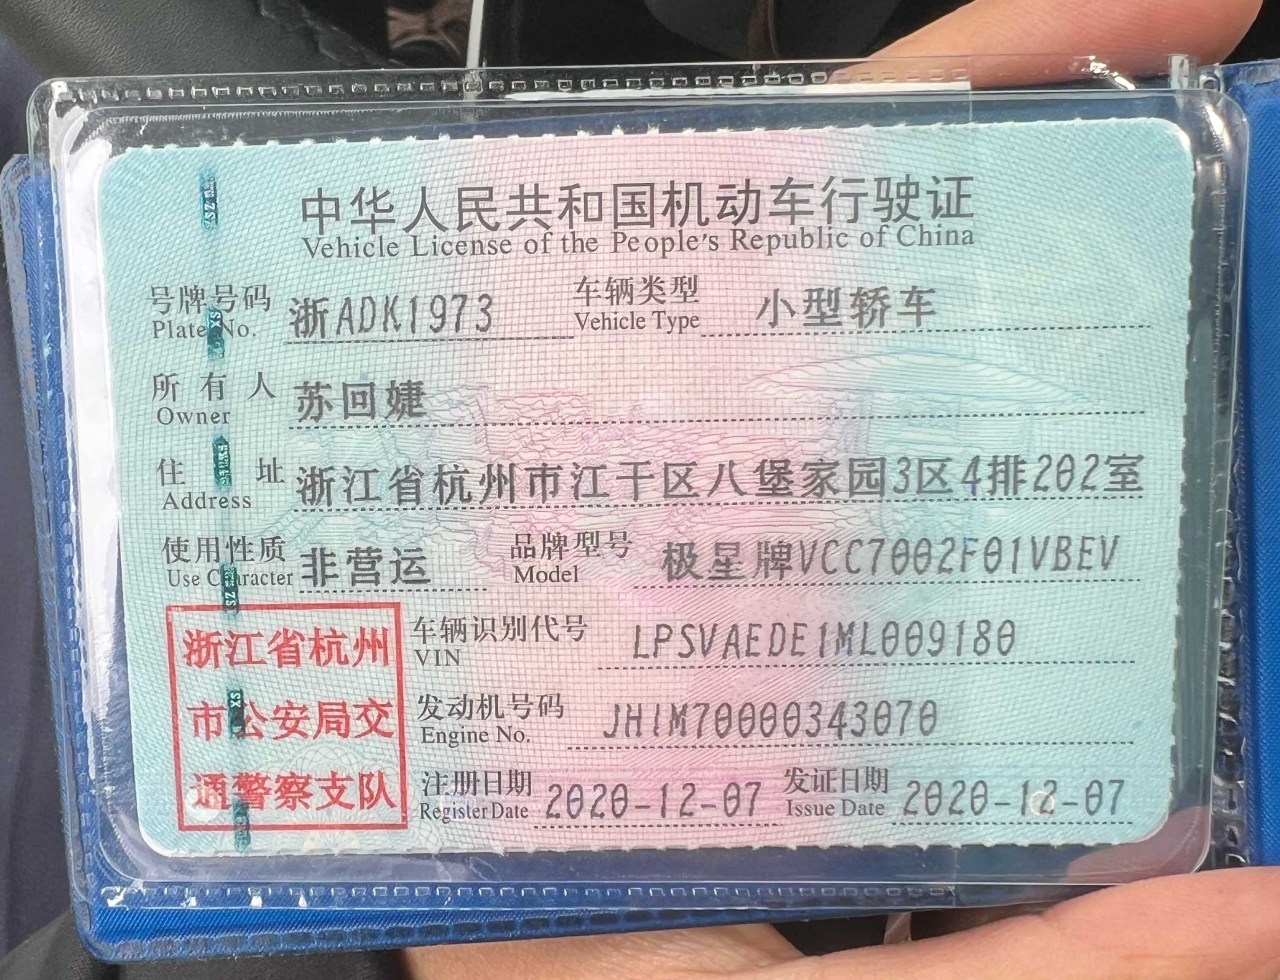 中华人民共和国机动车行驶证
Vehicle License of the People's Republic of China
号牌号码 浙ADK1973 车辆类型 小型轿车
Plate No. Vehicle Type
所有人 苏回婕
Owner
住址 浙江省杭州市江干区八堡家园3区4排202室
Address
使用性质 非营运 品牌型号 极星牌VCC7002F01VBEV
Use Character Model
浙江省杭州
市公安局交
通警察支队
车辆识别代号 LPSVAEDE1ML009180
VIN
发动机号码 JH1M70000343070
Engine No.
注册日期 2020-12-07 发证日期 2020-12-07
Register Date Issue Date